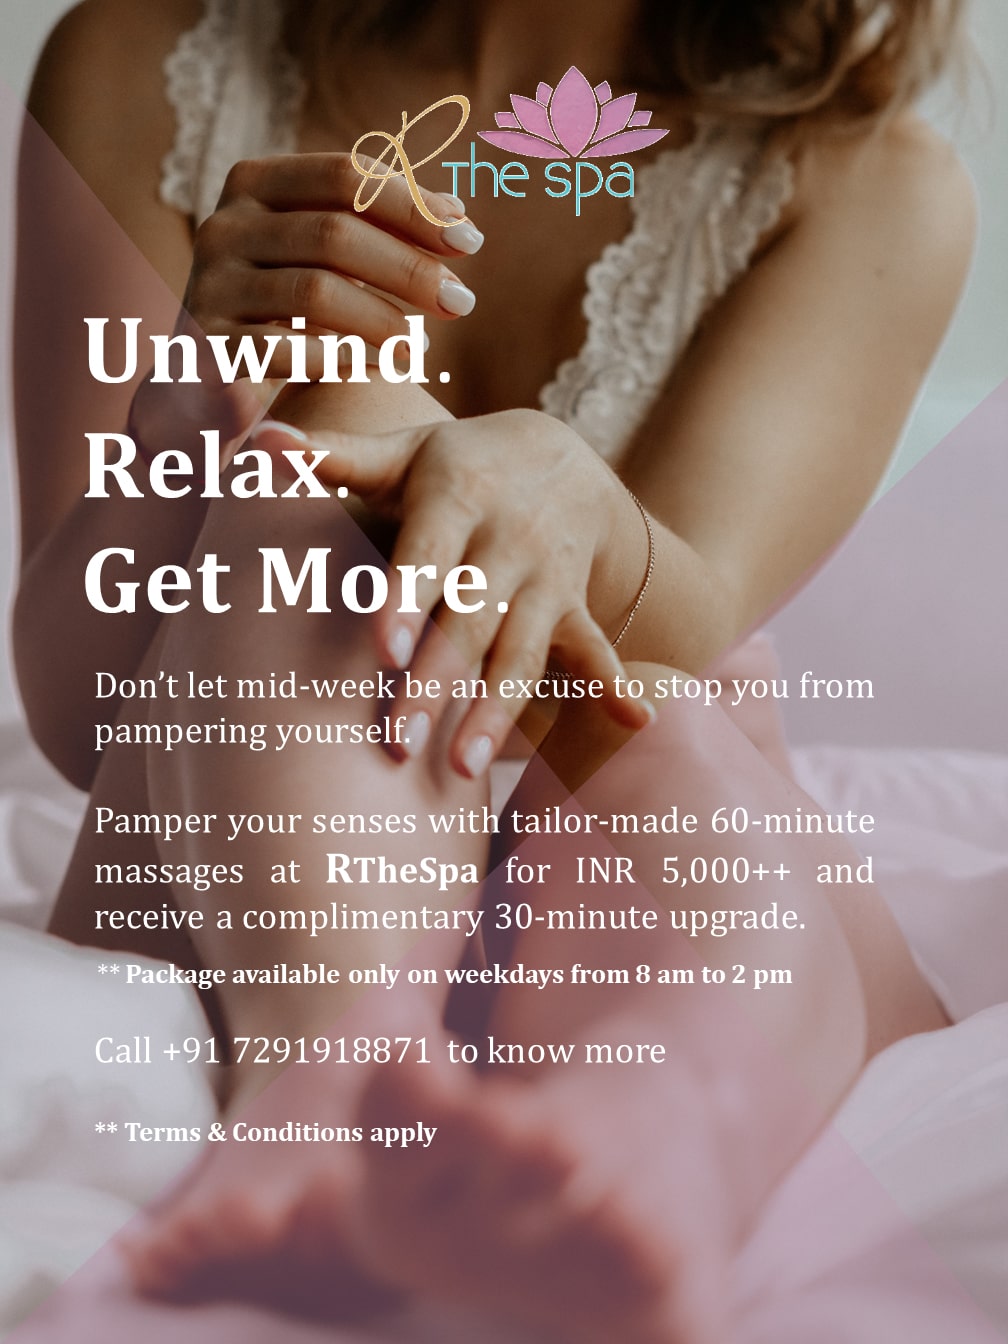 R The spa
Unwind.
Relax.
Get More.
Don’t let mid-week be an excuse to stop you from
pampering yourself.
Pamper your senses with tailor-made 60-minute
massages at RTheSpa for INR 5,000++ and
receive a complimentary 30-minute upgrade.
** Package available only on weekdays from 8 am to 2 pm
Call +91 7291918871 to know more
** Terms & Conditions apply